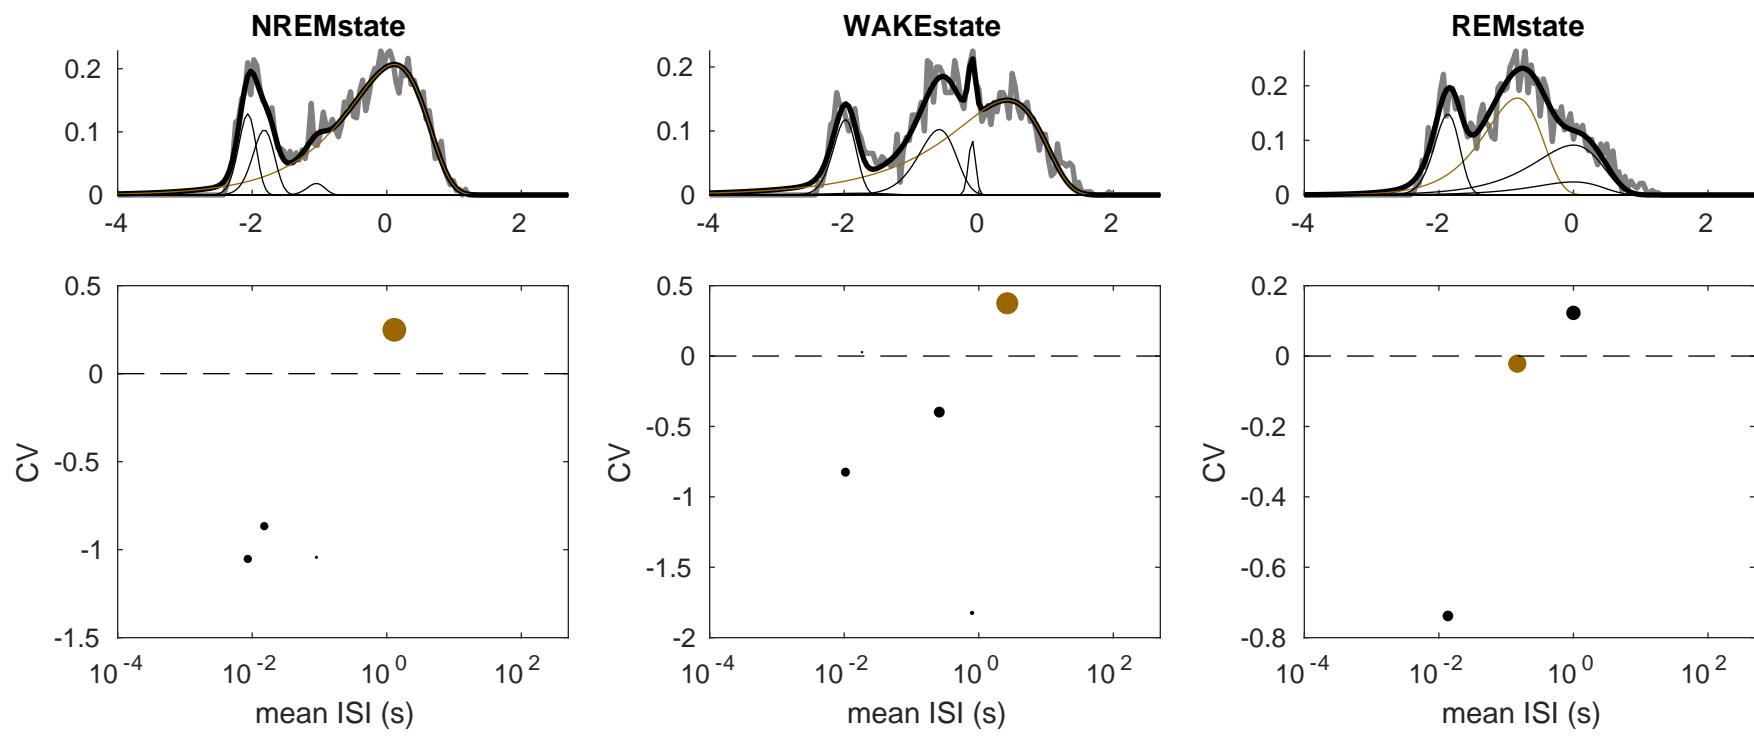 NREMstate WAKEstate REMstate
0.2 0.2 0.2
0.1 0.1 0.1
0 0 0
-4 -2 0 2 -4 -2 0 2 -4 -2 0 2
0.5 0.5 0.2
0 0 0
-0.5 -0.5 -0.2
-1 -1 -0.4
-1.5 -1.5 -0.6
-2 -0.8
CV CV CV
10^-4 10^-2 10^0 10^2 10^-4 10^-2 10^0 10^2 10^-4 10^-2 10^0 10^2
mean ISI (s) mean ISI (s) mean ISI (s)